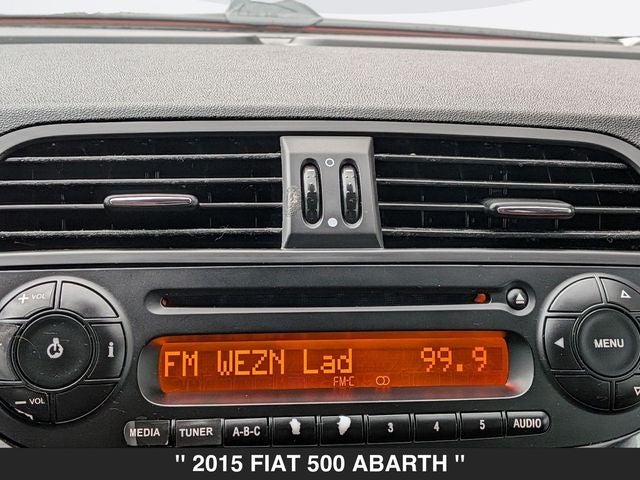 + VOL
i
- VOL
FM WEZN Lad 99.9
FM-C
MENU
MEDIA TUNER A-B-C 3 4 5 AUDIO
" 2015 FIAT 500 ABARTH "